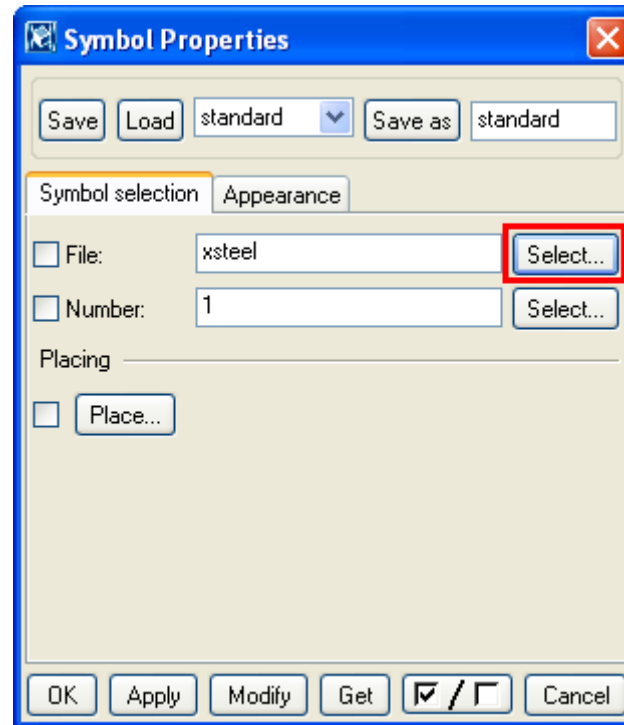 Symbol Properties
Save Load standard Save as standard
Symbol selection Appearance
File: xsteel Select...
Number: 1 Select...
Placing
Place...
OK Apply Modify Get / Cancel